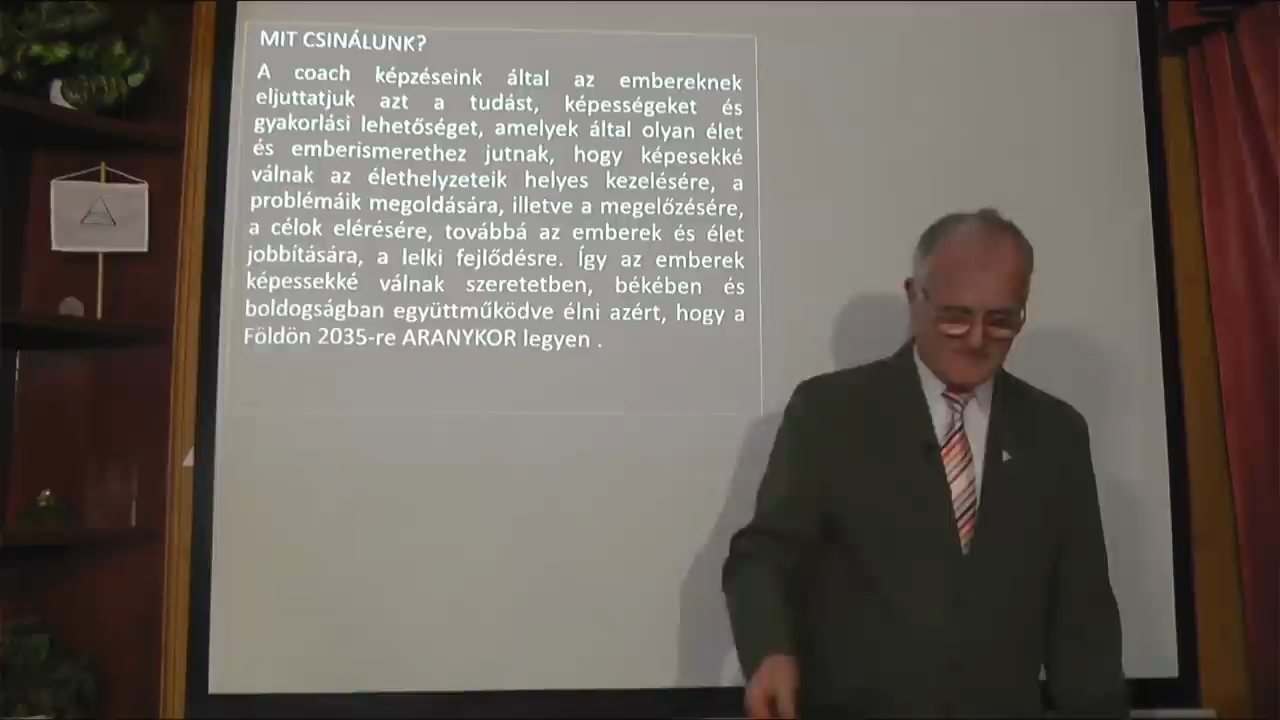 MIT CSINÁLUNK?
A coach képzéseink által az embereknek
eljuttatjuk azt a tudást, képességeket és
gyakorlási lehetőséget, amelyek által olyan élet
és emberismerethez jutnak, hogy képesekké
válnak az élethelyzeteik helyes kezelésére, a
problémáik megoldására, illetve a megelőzésére,
a célok elérésére, továbbá az emberek és élet
jobbítására, a lelki fejlődésre. Így az emberek
képessekké válnak szeretetben, békében és
boldogságban együttműködve élni azért, hogy a
Földön 2035-re ARANYKOR legyen .